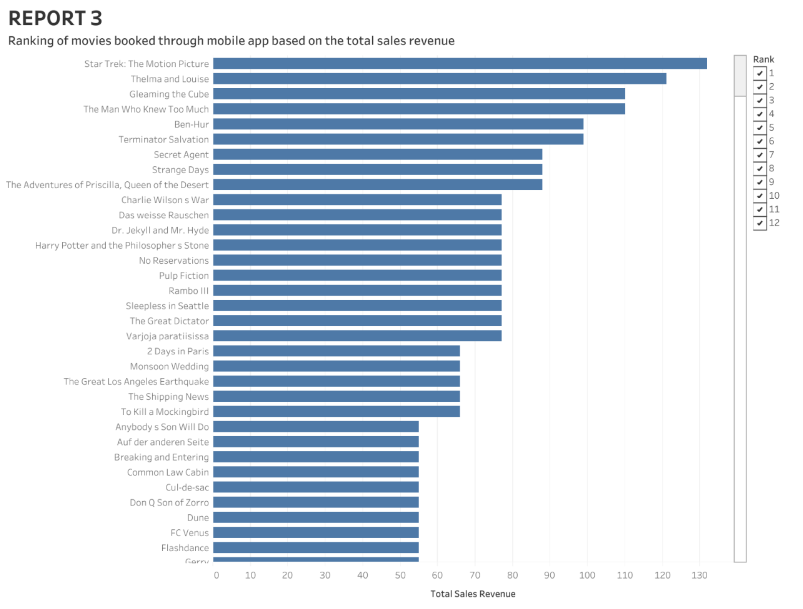 REPORT 3
Ranking of movies booked through mobile app based on the total sales revenue
Star Trek: The Motion Picture
Thelma and Louise
Gleaming the Cube
The Man Who Knew Too Much
Ben-Hur
Terminator Salvation
Secret Agent
Strange Days
The Adventures of Priscilla, Queen of the Desert
Charlie Wilson s War
Das weisse Rauschen
Dr. Jekyll and Mr. Hyde
Harry Potter and the Philosopher s Stone
No Reservations
Pulp Fiction
Rambo III
Sleepless in Seattle
The Great Dictator
Varjoja paratiisissa
2 Days in Paris
Monsoon Wedding
The Great Los Angeles Earthquake
The Shipping News
To Kill a Mockingbird
Anybody s Son Will Do
Auf der anderen Seite
Breaking and Entering
Common Law Cabin
Cul-de-sac
Don Q Son of Zorro
Dune
FC Venus
Flashdance
Gerry
0 10 20 30 40 50 60 70 80 90 100 110 120 130
Total Sales Revenue
Rank
1
2
3
4
5
6
7
8
9
10
11
12